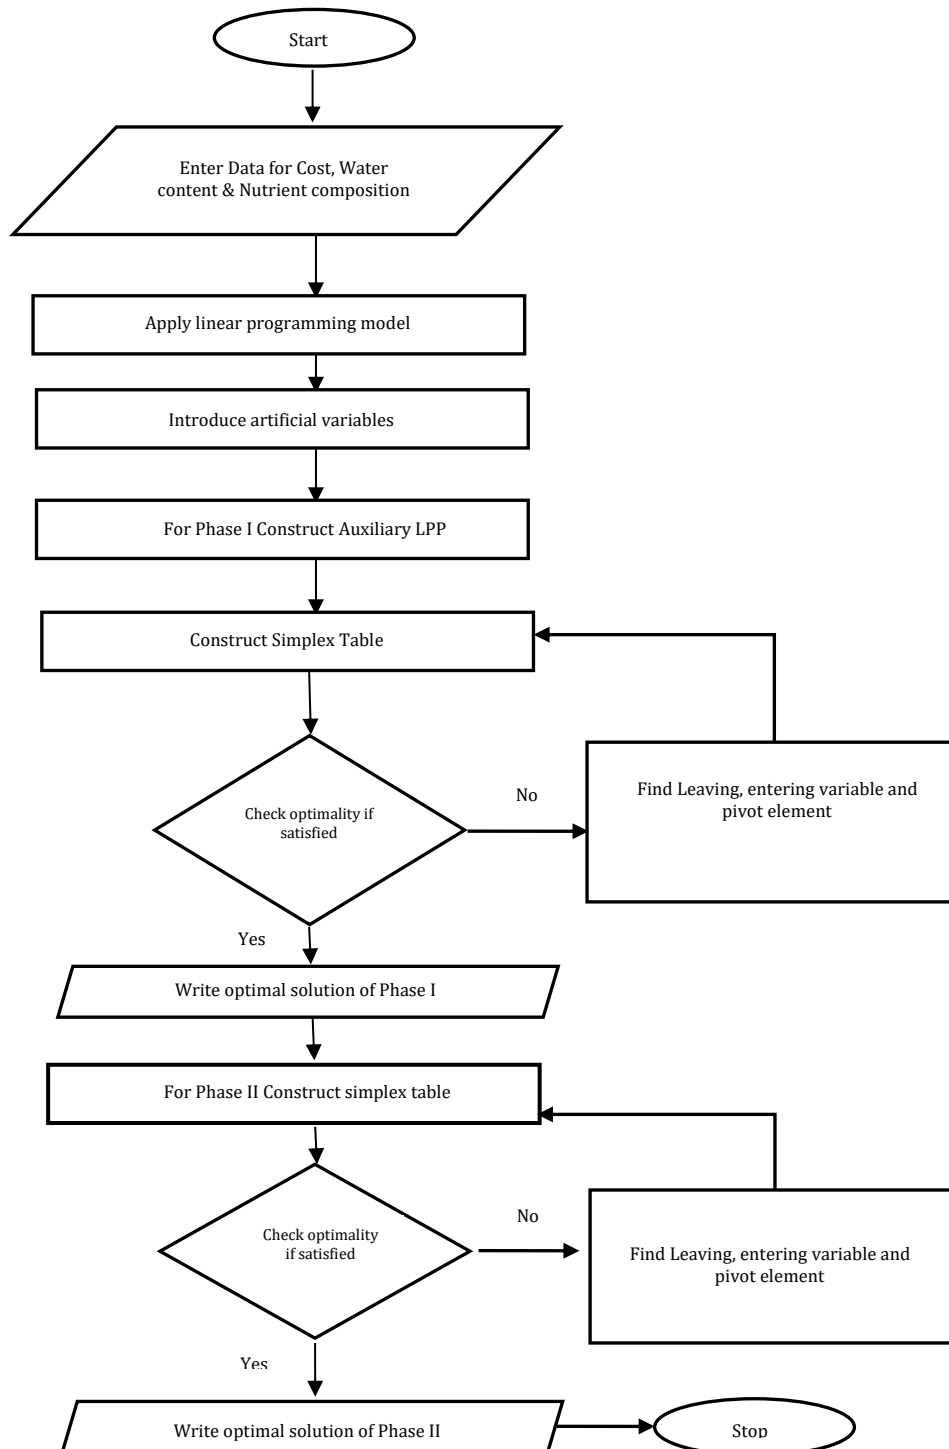 Start
Enter Data for Cost, Water
content & Nutrient composition
Apply linear programming model
Introduce artificial variables
For Phase I Construct Auxiliary LPP
Construct Simplex Table
Check optimality if
satisfied
No
Find Leaving, entering variable and
pivot element
Yes
Write optimal solution of Phase I
For Phase II Construct simplex table
Check optimality
if satisfied
No
Find Leaving, entering variable and
pivot element
Yes
Write optimal solution of Phase II
Stop